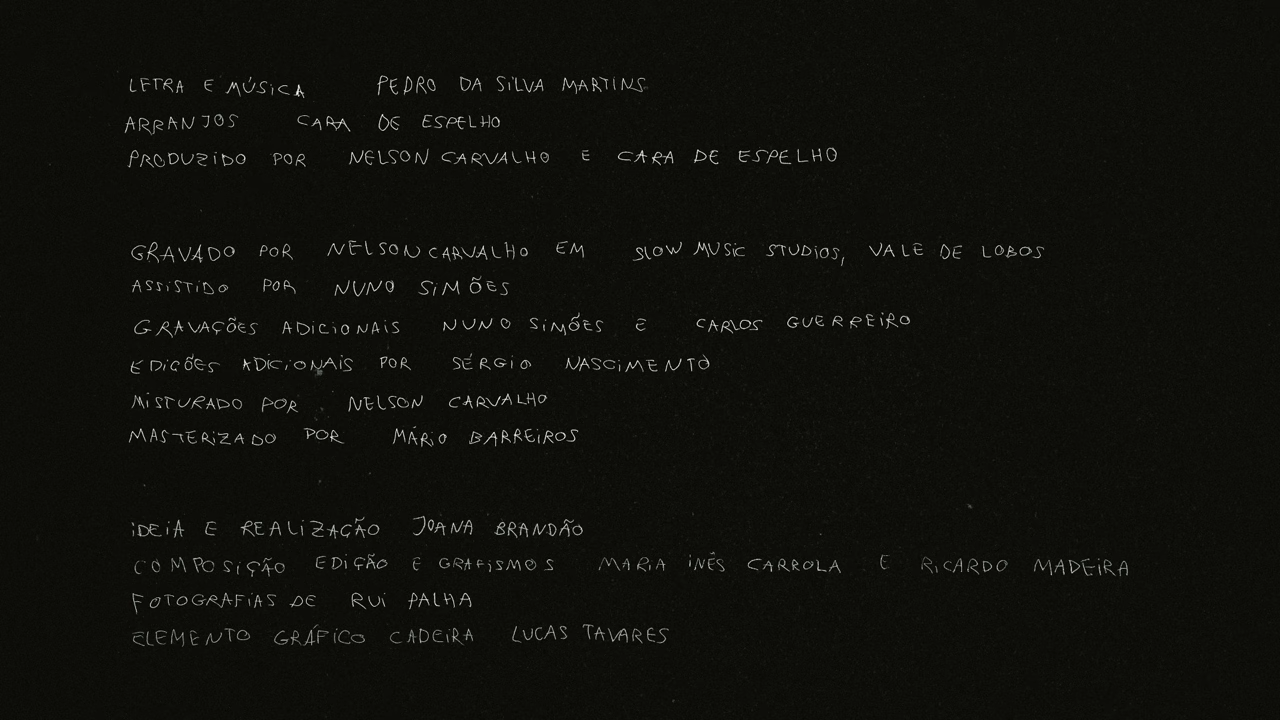 LETRA E MÚSICA PEDRO DA SILVA MARTINS
ARRANJOS CARA DE ESPELHO
PRODUZIDO POR NELSON CARVALHO E CARA DE ESPELHO
GRAVADO POR NELSON CARVALHO EM SLOW MUSIC STUDIOS, VALE DE LOBOS
ASSISTIDO POR NUNO SIMÕES
GRAVAÇÕES ADICIONAIS NUNO SIMÕES E CARLOS GUERREIRO
EDIÇÕES ADICIONAIS POR SÉRGIO NASCIMENTO
MISTURADO POR NELSON CARVALHO
MASTERIZADO POR MÁRIO BARREIROS
IDEIA E REALIZAÇÃO JOANA BRANDÃO
COMPOSIÇÃO EDIÇÃO E GRAFISMOS MARIA INÊS CARROLA E RICARDO MADEIRA
FOTOGRAFIAS DE RUI PALHA
ELEMENTO GRÁFICO CADEIRA LUCAS TAVARES